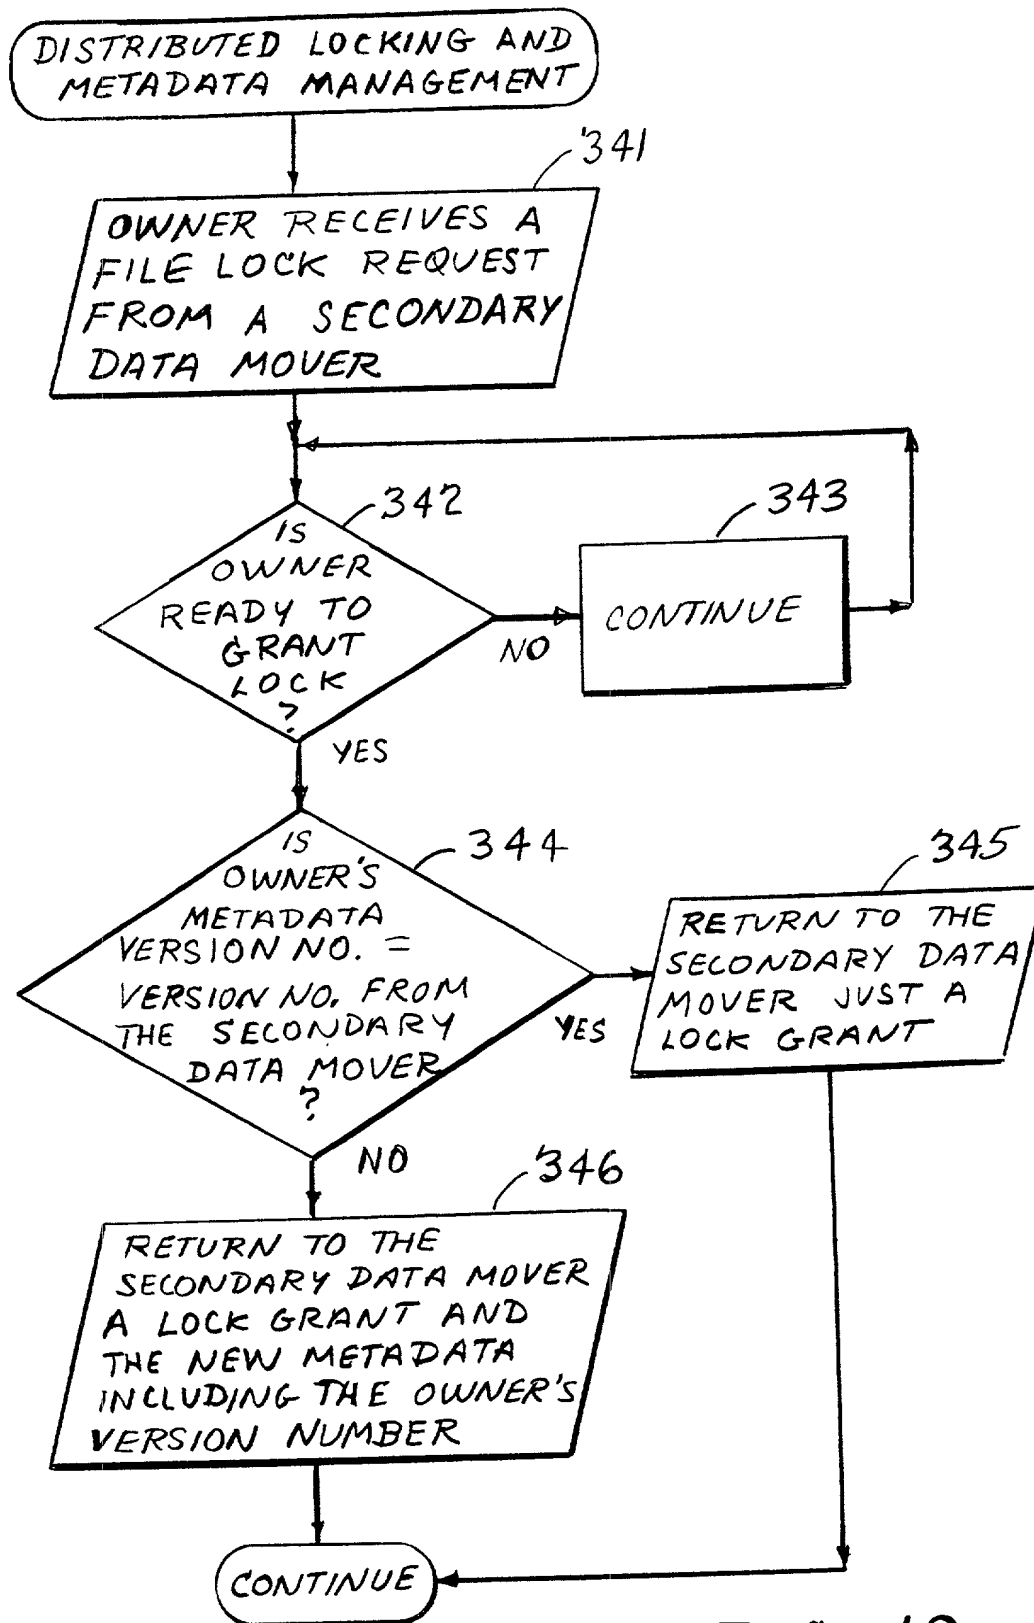 DISTRIBUTED LOCKING AND
METADATA MANAGEMENT
341
OWNER RECEIVES A
FILE LOCK REQUEST
FROM A SECONDARY
DATA MOVER
342
IS
OWNER
READY TO
GRANT
LOCK
?
NO
343
CONTINUE
YES
344
IS
OWNER'S
METADATA
VERSION NO. =
VERSION NO. FROM
THE SECONDARY
DATA MOVER
?
YES
345
RETURN TO THE
SECONDARY DATA
MOVER JUST A
LOCK GRANT
NO
346
RETURN TO THE
SECONDARY DATA MOVER
A LOCK GRANT AND
THE NEW METADATA
INCLUDING THE OWNER'S
VERSION NUMBER
CONTINUE